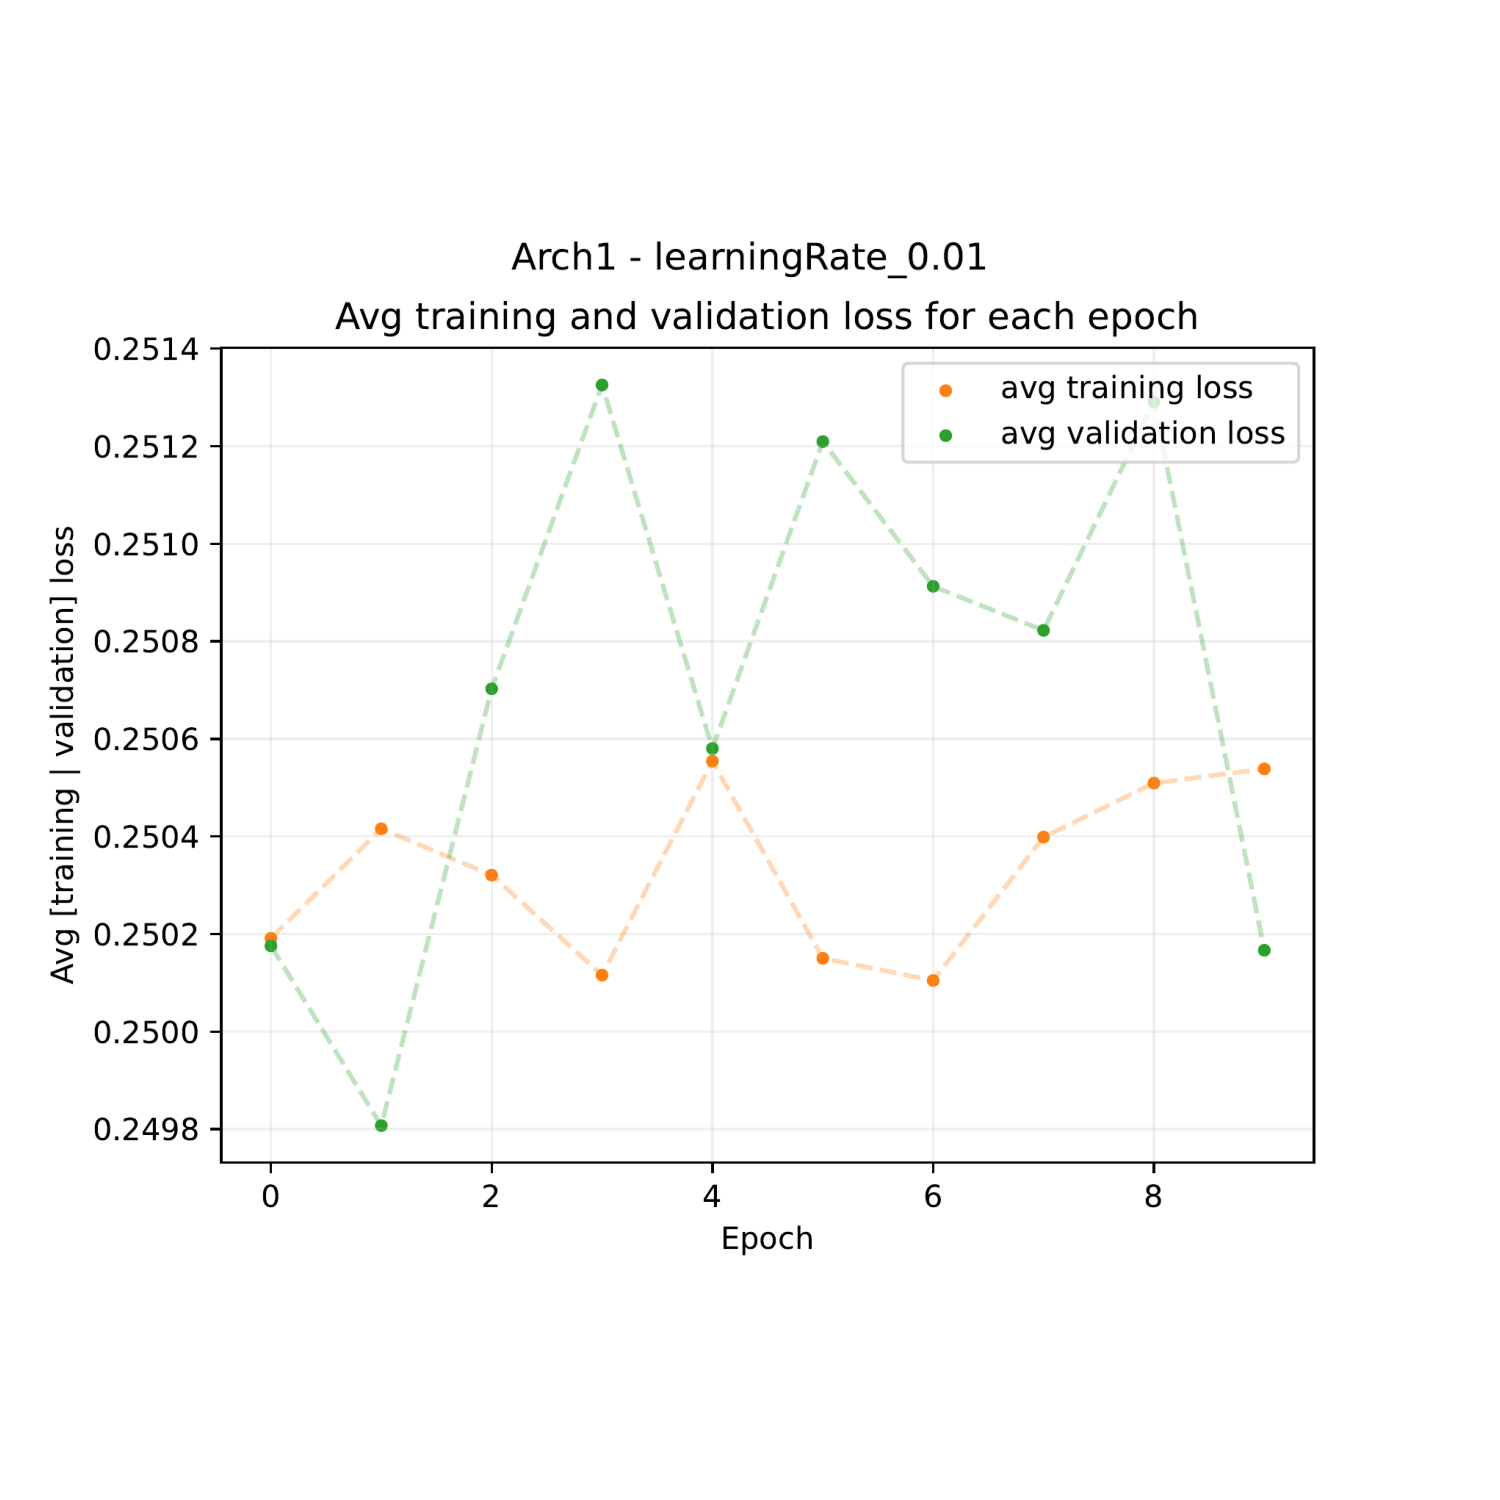 Arch1 - learningRate_0.01
Avg training and validation loss for each epoch
avg training loss
avg validation loss
Avg [training | validation] loss
0.2514
0.2512
0.2510
0.2508
0.2506
0.2504
0.2502
0.2500
0.2498
0 2 4 6 8
Epoch